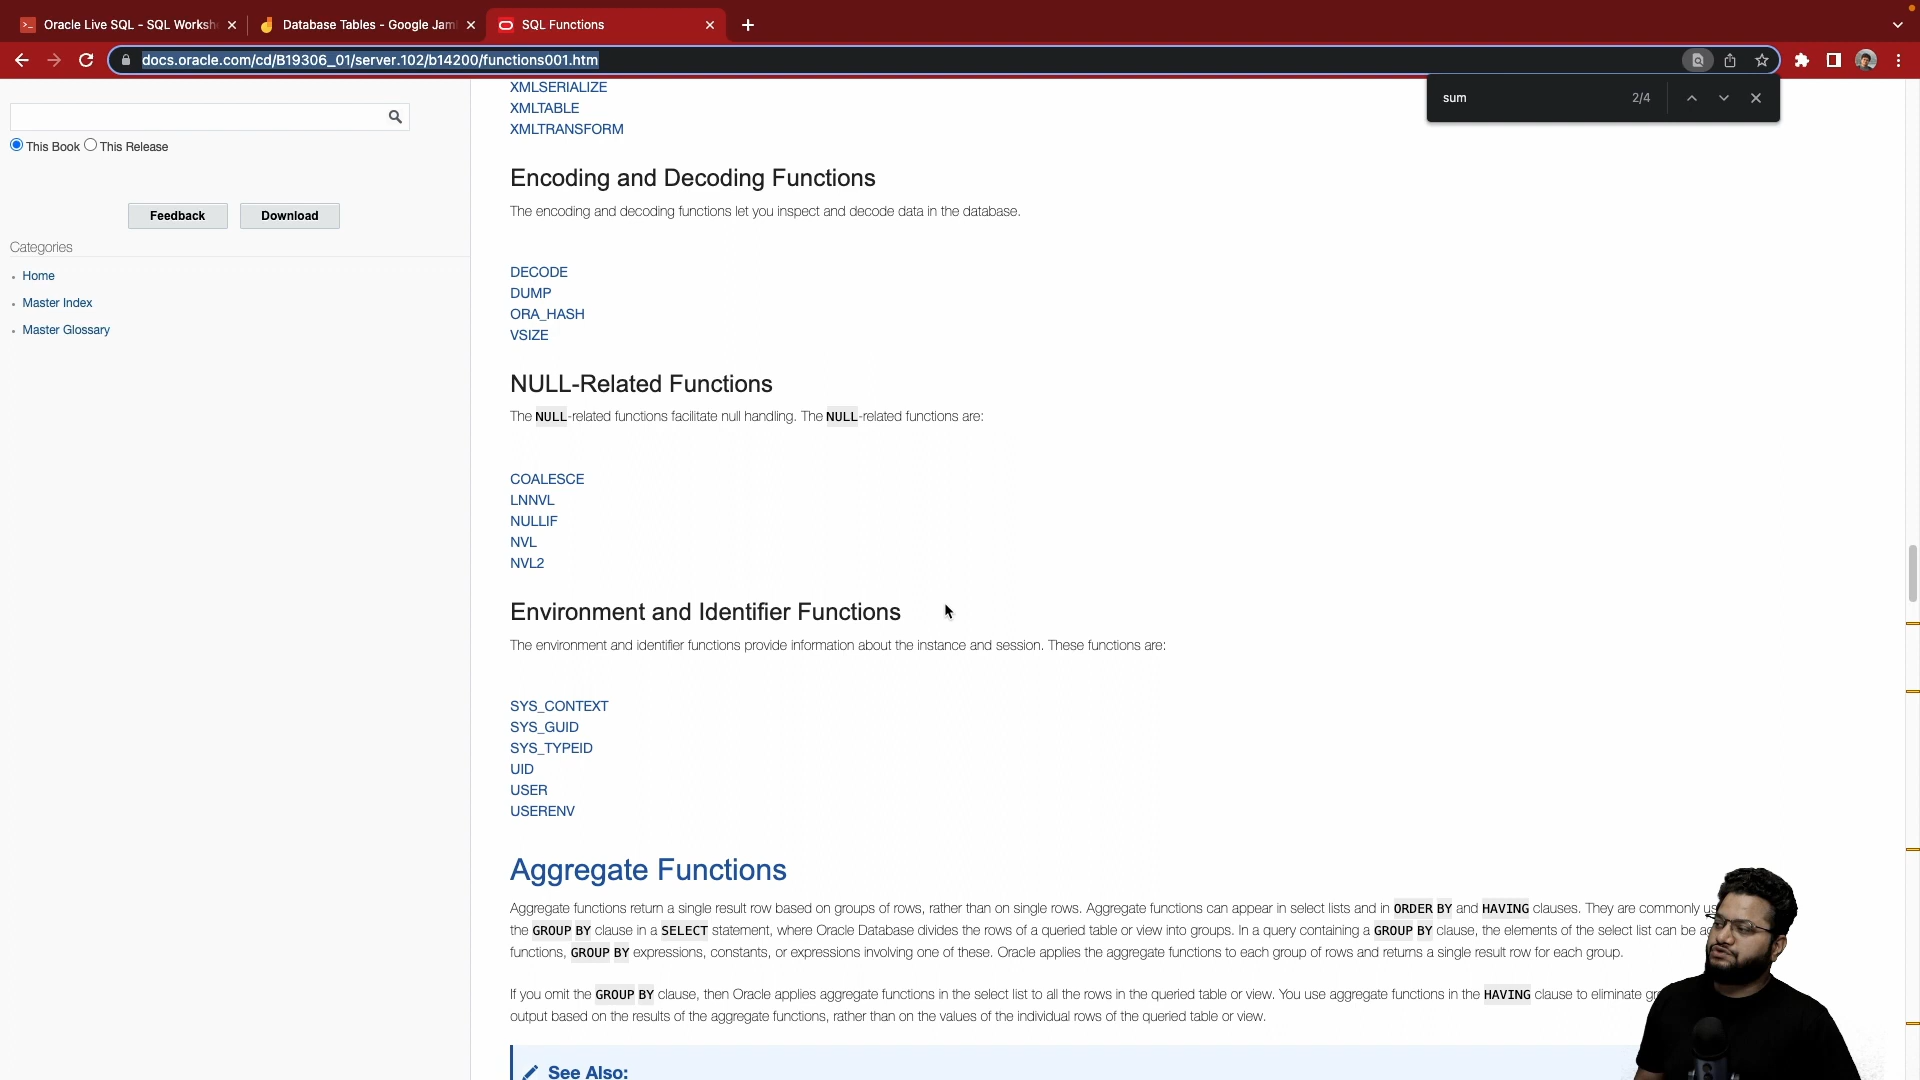 Oracle Live SQL - SQL Worksh
Database Tables - Google Jam
SQL Functions
docs.oracle.com/cd/B19306_01/server.102/b14200/functions001.htm
sum 2/4
This Book This Release
Feedback Download
Categories
Home
Master Index
Master Glossary
XMLSERIALIZE
XMLTABLE
XMLTRANSFORM
Encoding and Decoding Functions
The encoding and decoding functions let you inspect and decode data in the database.
DECODE
DUMP
ORA_HASH
VSIZE
NULL-Related Functions
The NULL-related functions facilitate null handling. The NULL-related functions are:
COALESCE
LNNVL
NULLIF
NVL
NVL2
Environment and Identifier Functions
The environment and identifier functions provide information about the instance and session. These functions are:
SYS_CONTEXT
SYS_GUID
SYS_TYPEID
UID
USER
USERENV
Aggregate Functions
Aggregate functions return a single result row based on groups of rows, rather than on single rows. Aggregate functions can appear in select lists and in ORDER BY and HAVING clauses. They are commonly
the GROUP BY clause in a SELECT statement, where Oracle Database divides the rows of a queried table or view into groups. In a query containing a GROUP BY clause, the elements of the select list can be
functions, GROUP BY expressions, constants, or expressions involving one of these. Oracle applies the aggregate functions to each group of rows and returns a single result row for each group.
If you omit the GROUP BY clause, then Oracle applies aggregate functions in the select list to all the rows in the queried table or view. You use aggregate functions in the HAVING clause to eliminate
output based on the results of the aggregate functions, rather than on the values of the individual rows of the queried table or view.
See Also: